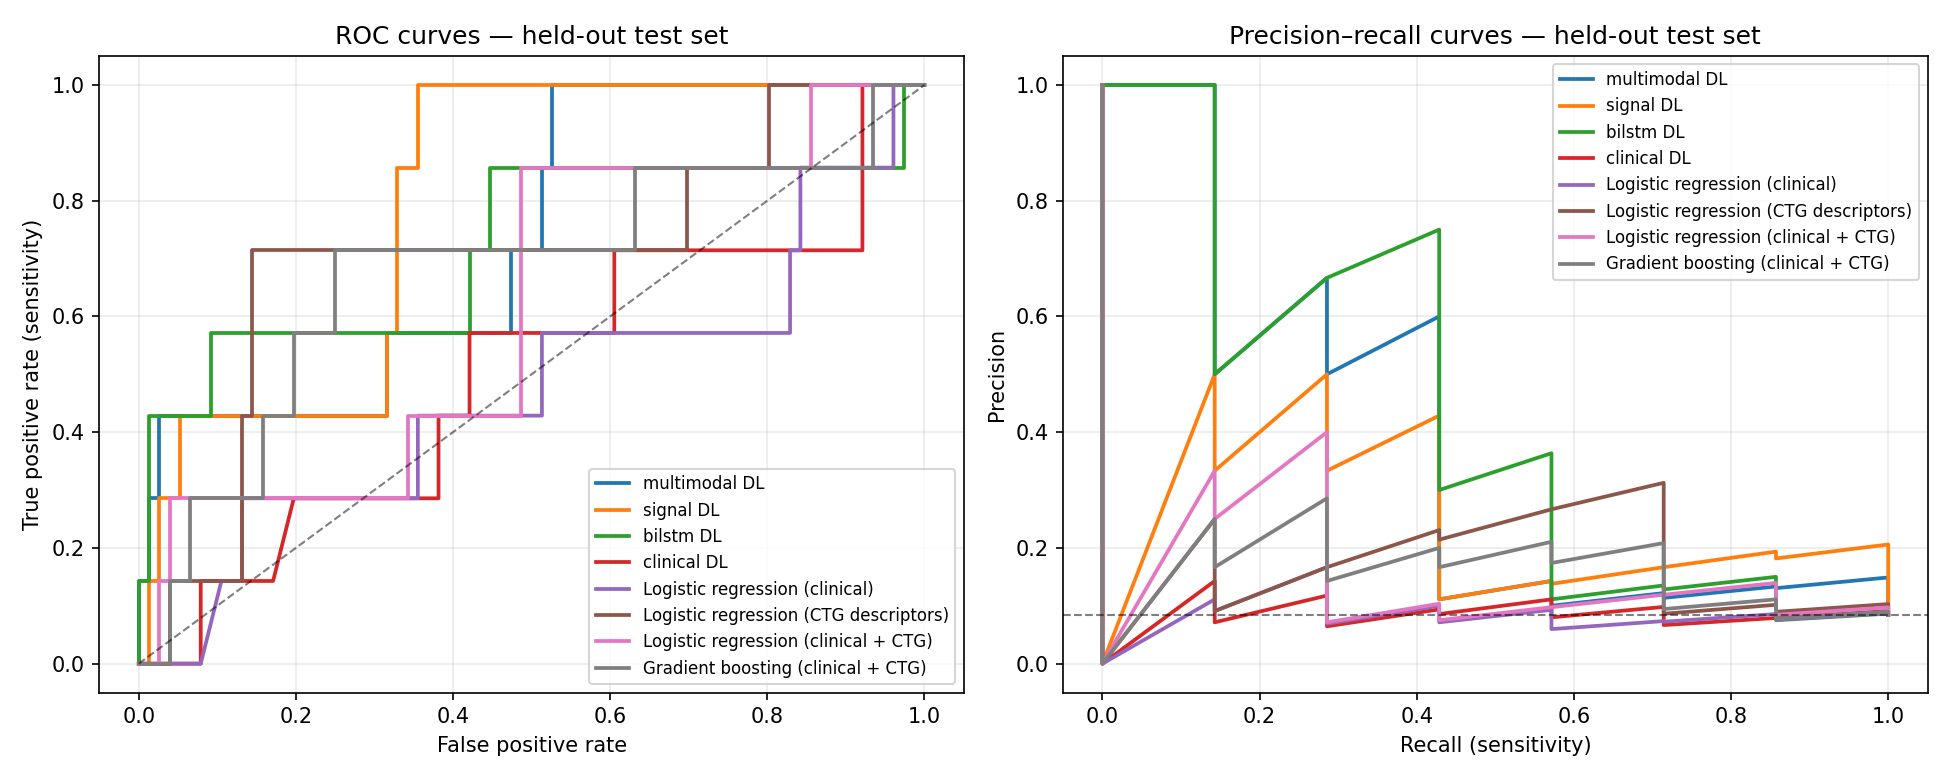 ROC curves — held-out test set
True positive rate (sensitivity)
1.0
0.8
0.6
0.4
0.2
0.0
0.0 0.2 0.4 0.6 0.8 1.0
False positive rate
multimodal DL
signal DL
bilstm DL
clinical DL
Logistic regression (clinical)
Logistic regression (CTG descriptors)
Logistic regression (clinical + CTG)
Gradient boosting (clinical + CTG)
Precision–recall curves — held-out test set
Precision
1.0
0.8
0.6
0.4
0.2
0.0
0.0 0.2 0.4 0.6 0.8 1.0
Recall (sensitivity)
multimodal DL
signal DL
bilstm DL
clinical DL
Logistic regression (clinical)
Logistic regression (CTG descriptors)
Logistic regression (clinical + CTG)
Gradient boosting (clinical + CTG)